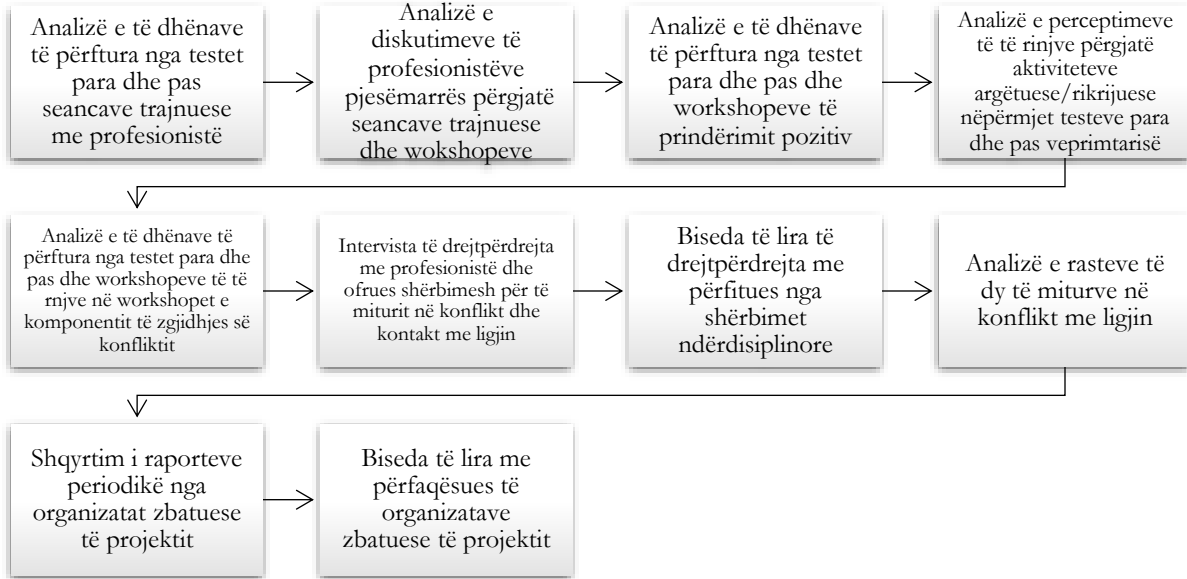 Analizë e të dhënave
të përftura nga testet
para dhe pas
seancave trajnuese
me profesionistë
Analizë e
diskutimeve të
profesionistëve
pjesëmarrës përgjatë
seancave trajnuese
dhe wokshopeve
Analizë e të dhënave
të përftura nga testet
para dhe pas dhe
workshopeve të
prindërimit pozitiv
Analizë e perceptimeve
të të rinjve përgjatë
aktiviteteve
argëtuese/rikrijuese
nëpërmjet testeve para
dhe pas veprimtarisë
Analizë e të dhënave të
përftura nga testet para dhe
pas dhe workshopeve të të
rnjve në workshopet e
komponentit të zgjidhjes së
konfliktit
Intervista të drejtpërdrejta
me profesionistë dhe
ofrues shërbimesh për të
miturit në konflikt dhe
kontakt me ligjin
Biseda të lira të
drejtpërdrejta me
përfitues nga
shërbimet
ndërdisiplinore
Analizë e rasteve të
dy të miturve në
konflikt me ligjin
Shqyrtim i raporteve
periodikë nga
organizatat zbatuese
të projektit
Biseda të lira me
përfaqësues të
organizatave
zbatuese të projektit